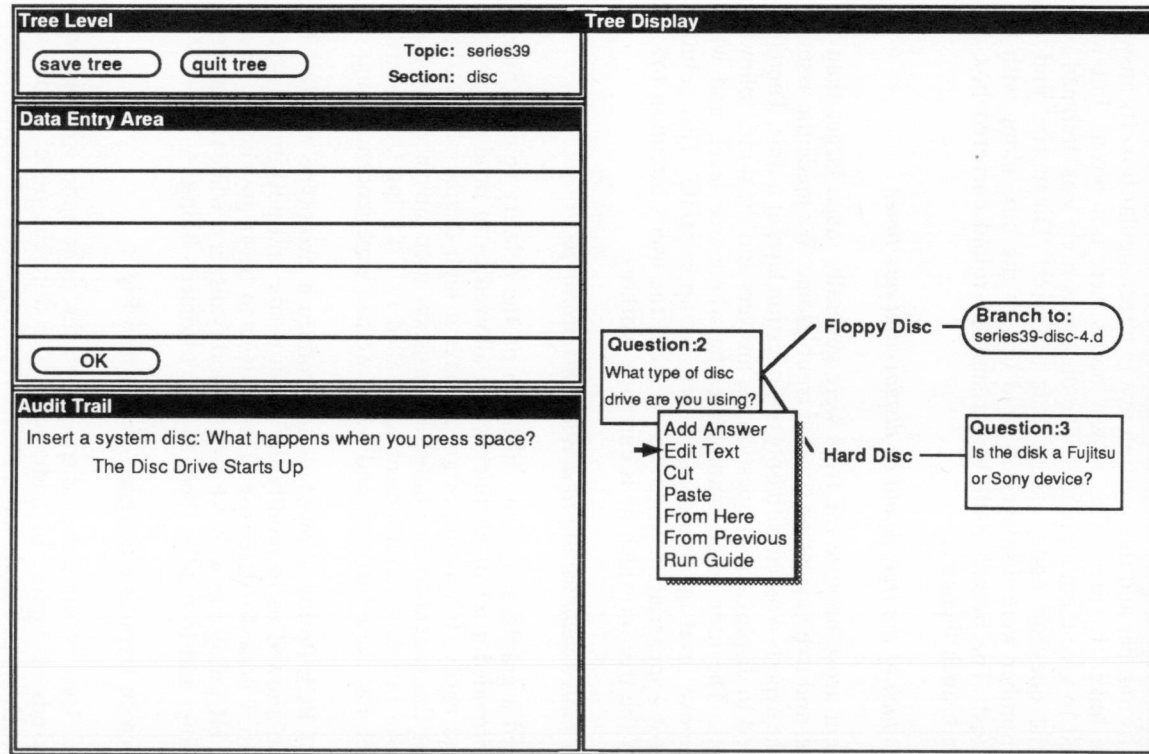 Tree Level
save tree
quit tree
Topic: series39
Section: disc
Data Entry Area
OK
Audit Trail
Insert a system disc: What happens when you press space?
The Disc Drive Starts Up
Tree Display
Question:2
What type of disc
drive are you using?
Add Answer
Edit Text
Cut
Paste
From Here
From Previous
Run Guide
Floppy Disc
Branch to:
series39-disc-4.d
Hard Disc
Question:3
Is the disk a Fujitsu
or Sony device?